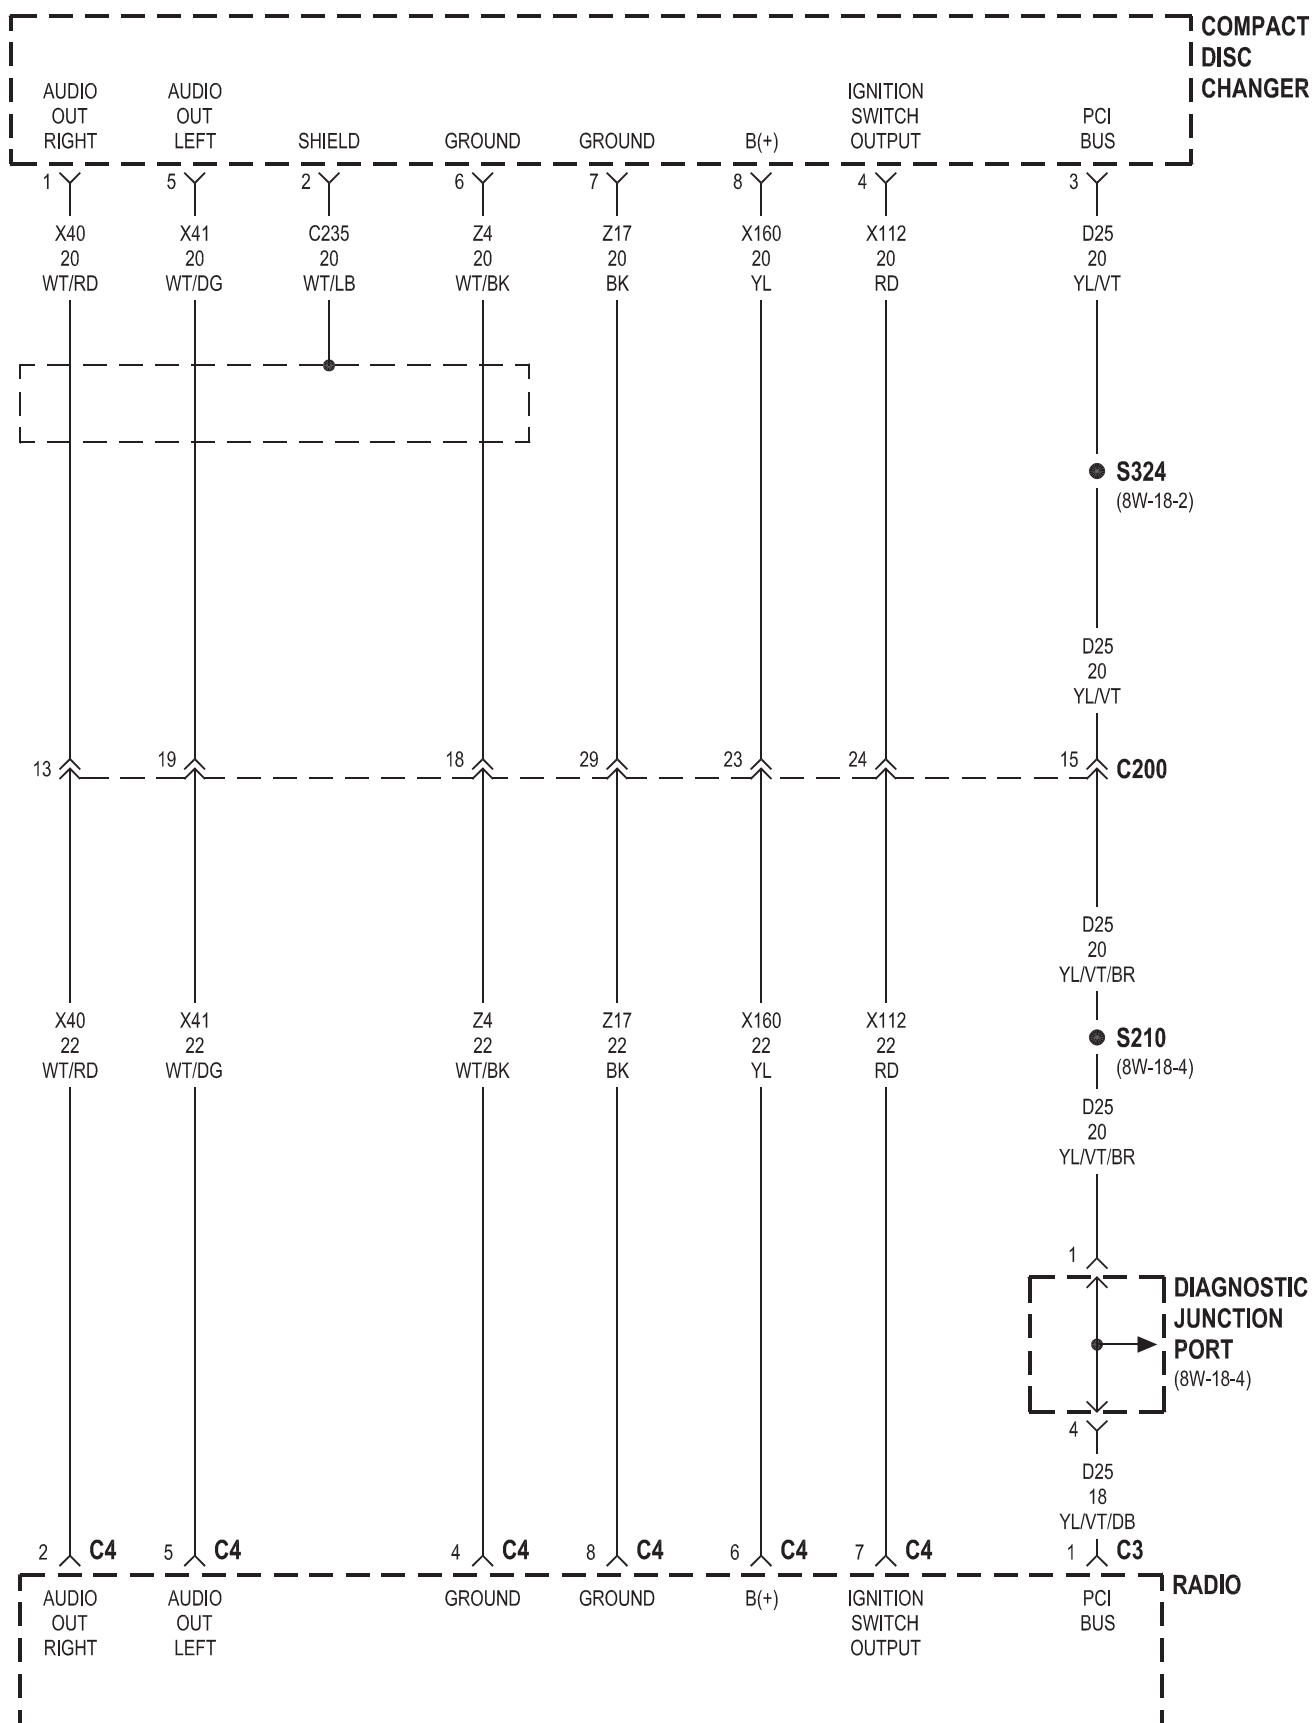 COMPACT
DISC
CHANGER
AUDIO
OUT
RIGHT
AUDIO
OUT
LEFT
SHIELD
GROUND
GROUND
B(+)
IGNITION
SWITCH
OUTPUT
PCI
BUS
1
5
2
6
7
8
4
3
X40
20
WT/RD
X41
20
WT/DG
C235
20
WT/LB
Z4
20
WT/BK
Z17
20
BK
X160
20
YL
X112
20
RD
D25
20
YL/VT
S324
(8W-18-2)
D25
20
YL/VT
13
19
18
29
23
24
15
C200
D25
20
YL/VT/BR
X40
22
WT/RD
X41
22
WT/DG
Z4
22
WT/BK
Z17
22
BK
X160
22
YL
X112
22
RD
S210
(8W-18-4)
D25
20
YL/VT/BR
1
DIAGNOSTIC
JUNCTION
PORT
(8W-18-4)
4
D25
18
YL/VT/DB
2 C4
5 C4
4 C4
8 C4
6 C4
7 C4
1 C3
RADIO
AUDIO
OUT
RIGHT
AUDIO
OUT
LEFT
GROUND
GROUND
B(+)
IGNITION
SWITCH
OUTPUT
PCI
BUS